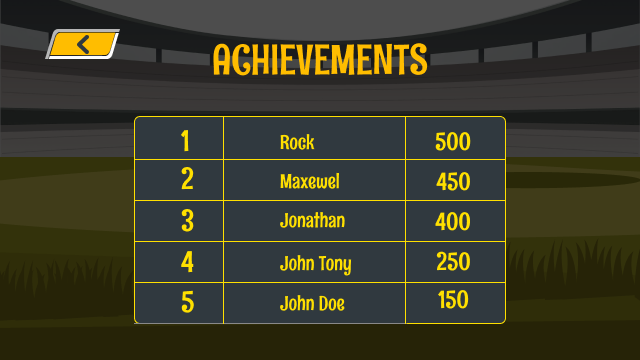 ACHIEVEMENTS
1 Rock 500
2 Maxewel 450
3 Jonathan 400
4 John Tony 250
5 John Doe 150